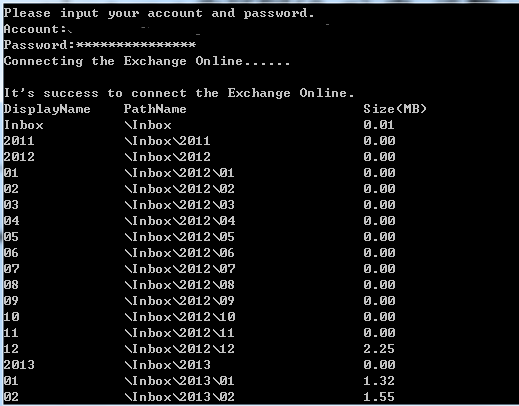 Please input your account and password.
Account:
Password:***************
Connecting the Exchange Online......
It's success to connect the Exchange Online.
DisplayName PathName Size(MB)
Inbox \Inbox 0.01
2011 \Inbox\2011 0.00
2012 \Inbox\2012 0.00
01 \Inbox\2012\01 0.00
02 \Inbox\2012\02 0.00
03 \Inbox\2012\03 0.00
04 \Inbox\2012\04 0.00
05 \Inbox\2012\05 0.00
06 \Inbox\2012\06 0.00
07 \Inbox\2012\07 0.00
08 \Inbox\2012\08 0.00
09 \Inbox\2012\09 0.00
10 \Inbox\2012\10 0.00
11 \Inbox\2012\11 0.00
12 \Inbox\2012\12 2.25
2013 \Inbox\2013 0.00
01 \Inbox\2013\01 1.32
02 \Inbox\2013\02 1.55